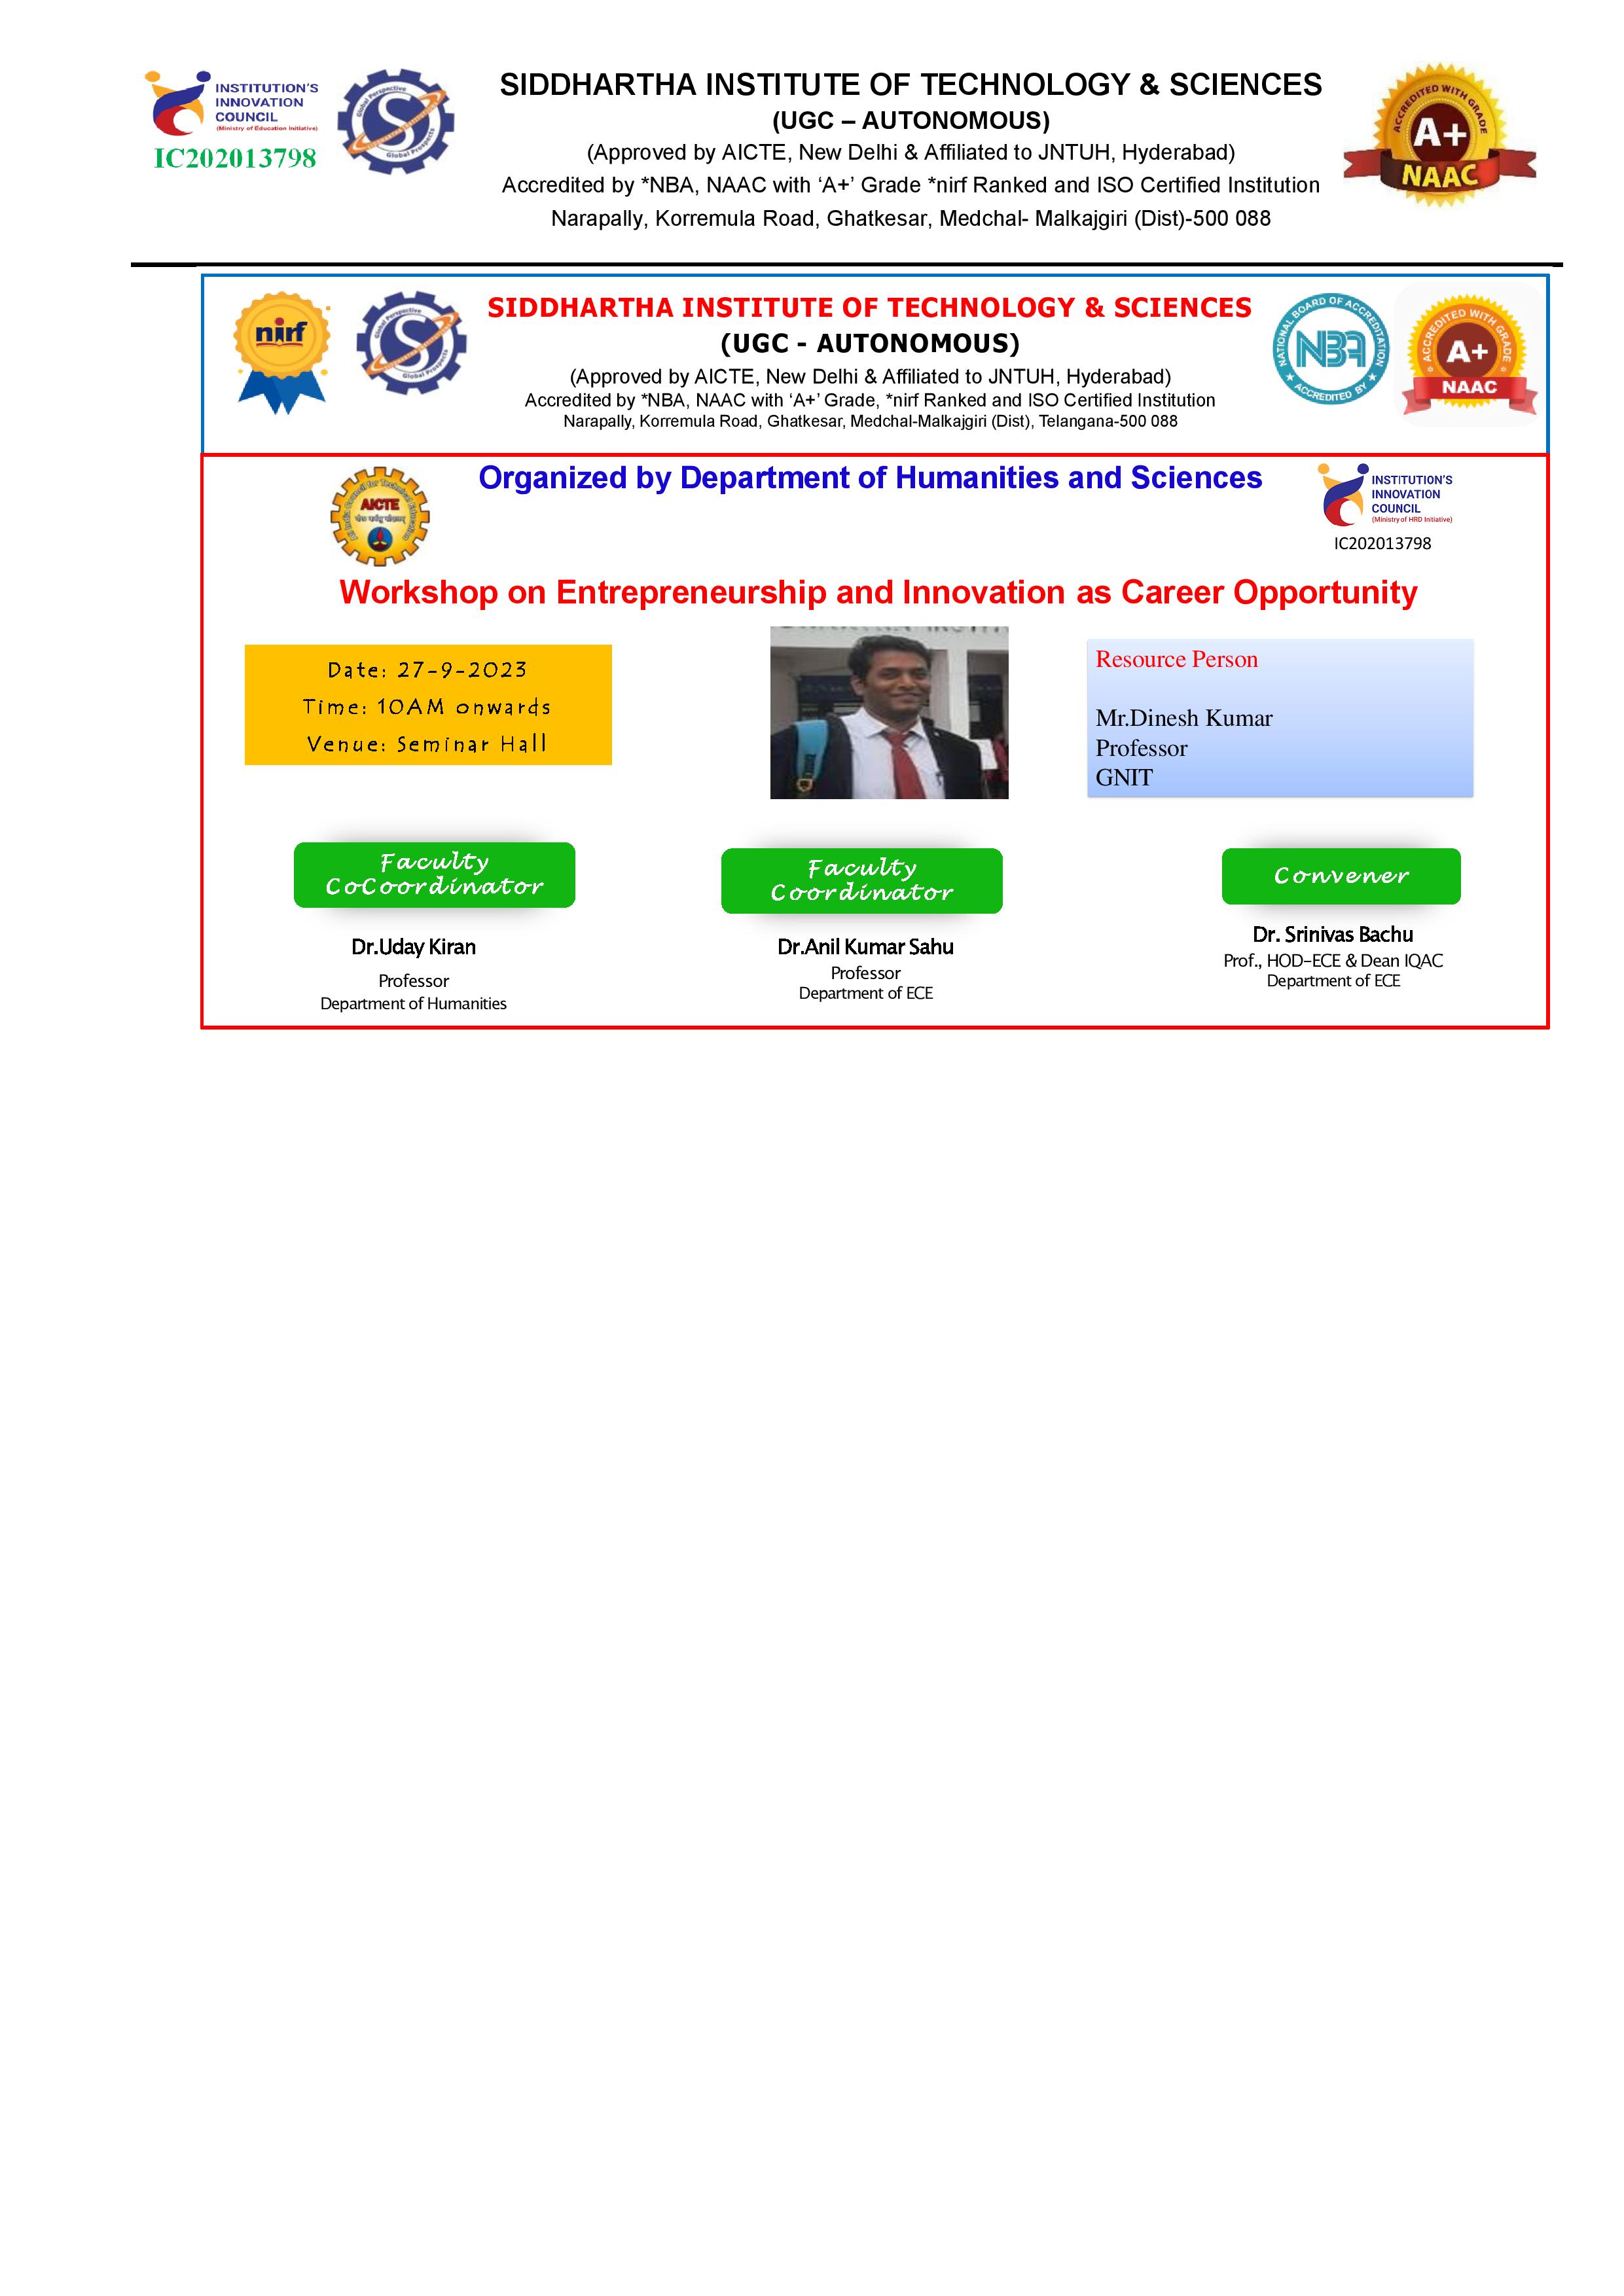 INSTITUTION'S
INNOVATION
COUNCIL
(Ministry of Education Initiative)
IC202013798
Global Perspective
S
Global Prospects
SIDDHARTHA INSTITUTE OF TECHNOLOGY & SCIENCES
(UGC – AUTONOMOUS)
(Approved by AICTE, New Delhi & Affiliated to JNTUH, Hyderabad)
Accredited by *NBA, NAAC with ‘A+’ Grade *nirf Ranked and ISO Certified Institution
Narapally, Korremula Road, Ghatkesar, Medchal- Malkajgiri (Dist)-500 088
ACCREDITED WITH GRADE
A+
NAAC
nirf
Global Perspective
S
Global Prospects
SIDDHARTHA INSTITUTE OF TECHNOLOGY & SCIENCES
(UGC - AUTONOMOUS)
(Approved by AICTE, New Delhi & Affiliated to JNTUH, Hyderabad)
Accredited by *NBA, NAAC with ‘A+’ Grade, *nirf Ranked and ISO Certified Institution
Narapally, Korremula Road, Ghatkesar, Medchal-Malkajgiri (Dist), Telangana-500 088
NATIONAL BOARD OF ACCREDITATION
NBA
ACCREDITED BY
ACCREDITED WITH GRADE
A+
NAAC
AICTE
Organized by Department of Humanities and Sciences
INSTITUTION'S
INNOVATION
COUNCIL
(Ministry of HRD Initiative)
IC202013798
Workshop on Entrepreneurship and Innovation as Career Opportunity
Date: 27-9-2023
Time: 10AM onwards
Venue: Seminar Hall
Resource Person
Mr.Dinesh Kumar
Professor
GNIT
Faculty
CoCoordinator
Dr.Uday Kiran
Professor
Department of Humanities
Faculty
Coordinator
Dr.Anil Kumar Sahu
Professor
Department of ECE
Convener
Dr. Srinivas Bachu
Prof., HOD-ECE & Dean IQAC
Department of ECE